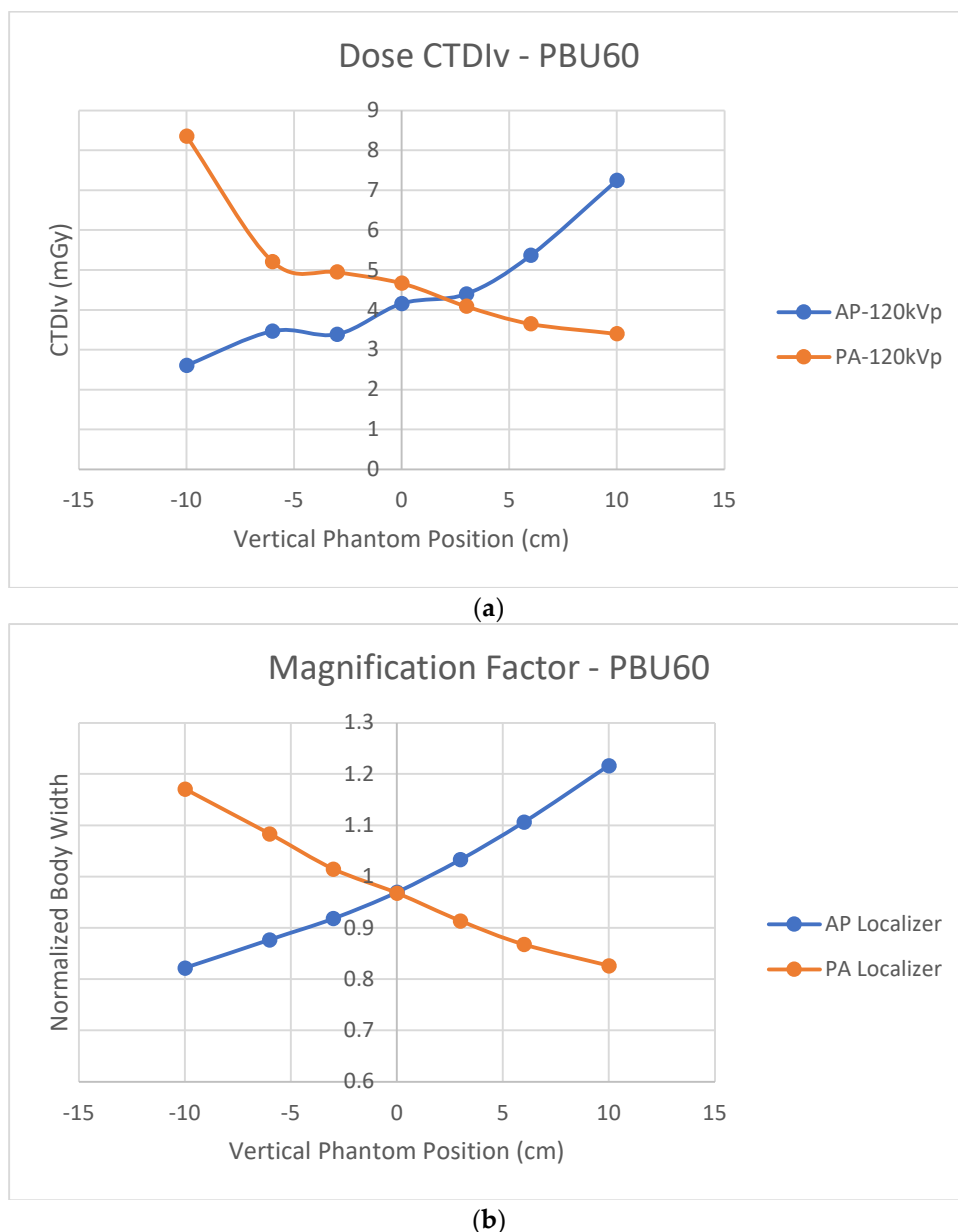 Dose CTDIv - PBU60
9
8
7
6
5
4
3
2
1
0
-15 -10 -5 0 5 10 15
CTDIv (mGy)
Vertical Phantom Position (cm)
AP-120kVp
PA-120kVp
(a)
Magnification Factor - PBU60
1.3
1.2
1.1
1
0.9
0.8
0.7
0.6
-15 -10 -5 0 5 10 15
Normalized Body Width
Vertical Phantom Position (cm)
AP Localizer
PA Localizer
(b)